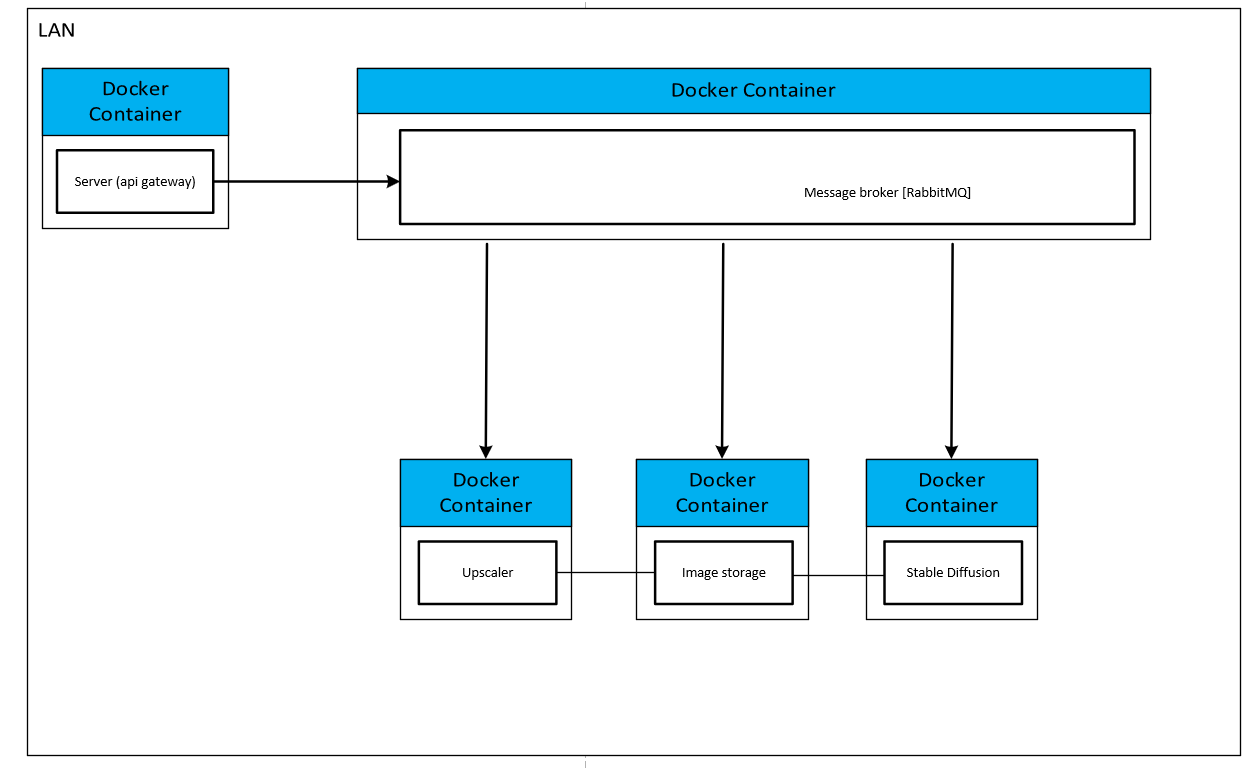 LAN
Docker
Container
Docker Container
Server (api gateway)
Message broker [RabbitMQ]
Docker
Container
Docker
Container
Docker
Container
Upscaler
Image storage
Stable Diffusion